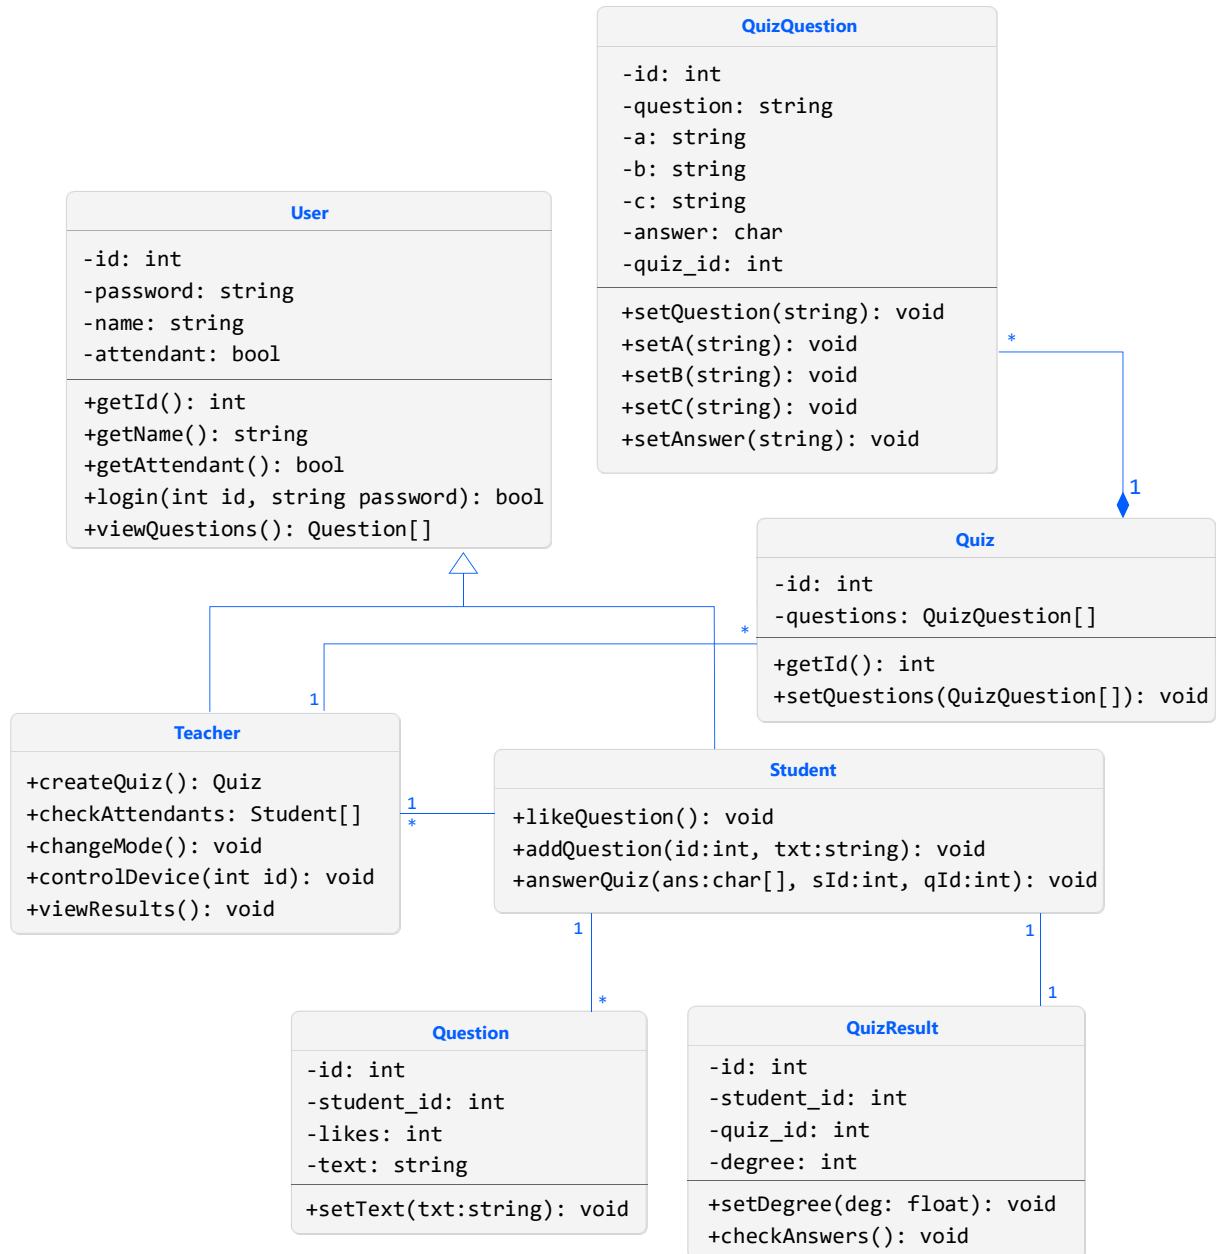 QuizQuestion
-id: int
-question: string
-a: string
-b: string
-c: string
-answer: char
-quiz_id: int
+setQuestion(string): void
+setA(string): void
+setB(string): void
+setC(string): void
+setAnswer(string): void
*
1
User
-id: int
-password: string
-name: string
-attendant: bool
+getId(): int
+getName(): string
+getAttendant(): bool
+login(int id, string password): bool
+viewQuestions(): Question[]
Quiz
-id: int
-questions: QuizQuestion[]
+getId(): int
+setQuestions(QuizQuestion[]): void
*
1
Teacher
+createQuiz(): Quiz
+checkAttendants: Student[]
+changeMode(): void
+controlDevice(int id): void
+viewResults(): void
1
*
Student
+likeQuestion(): void
+addQuestion(id:int, txt:string): void
+answerQuiz(ans:char[], sId:int, qId:int): void
1
*
1
1
Question
-id: int
-student_id: int
-likes: int
-text: string
+setText(txt:string): void
QuizResult
-id: int
-student_id: int
-quiz_id: int
-degree: int
+setDegree(deg: float): void
+checkAnswers(): void